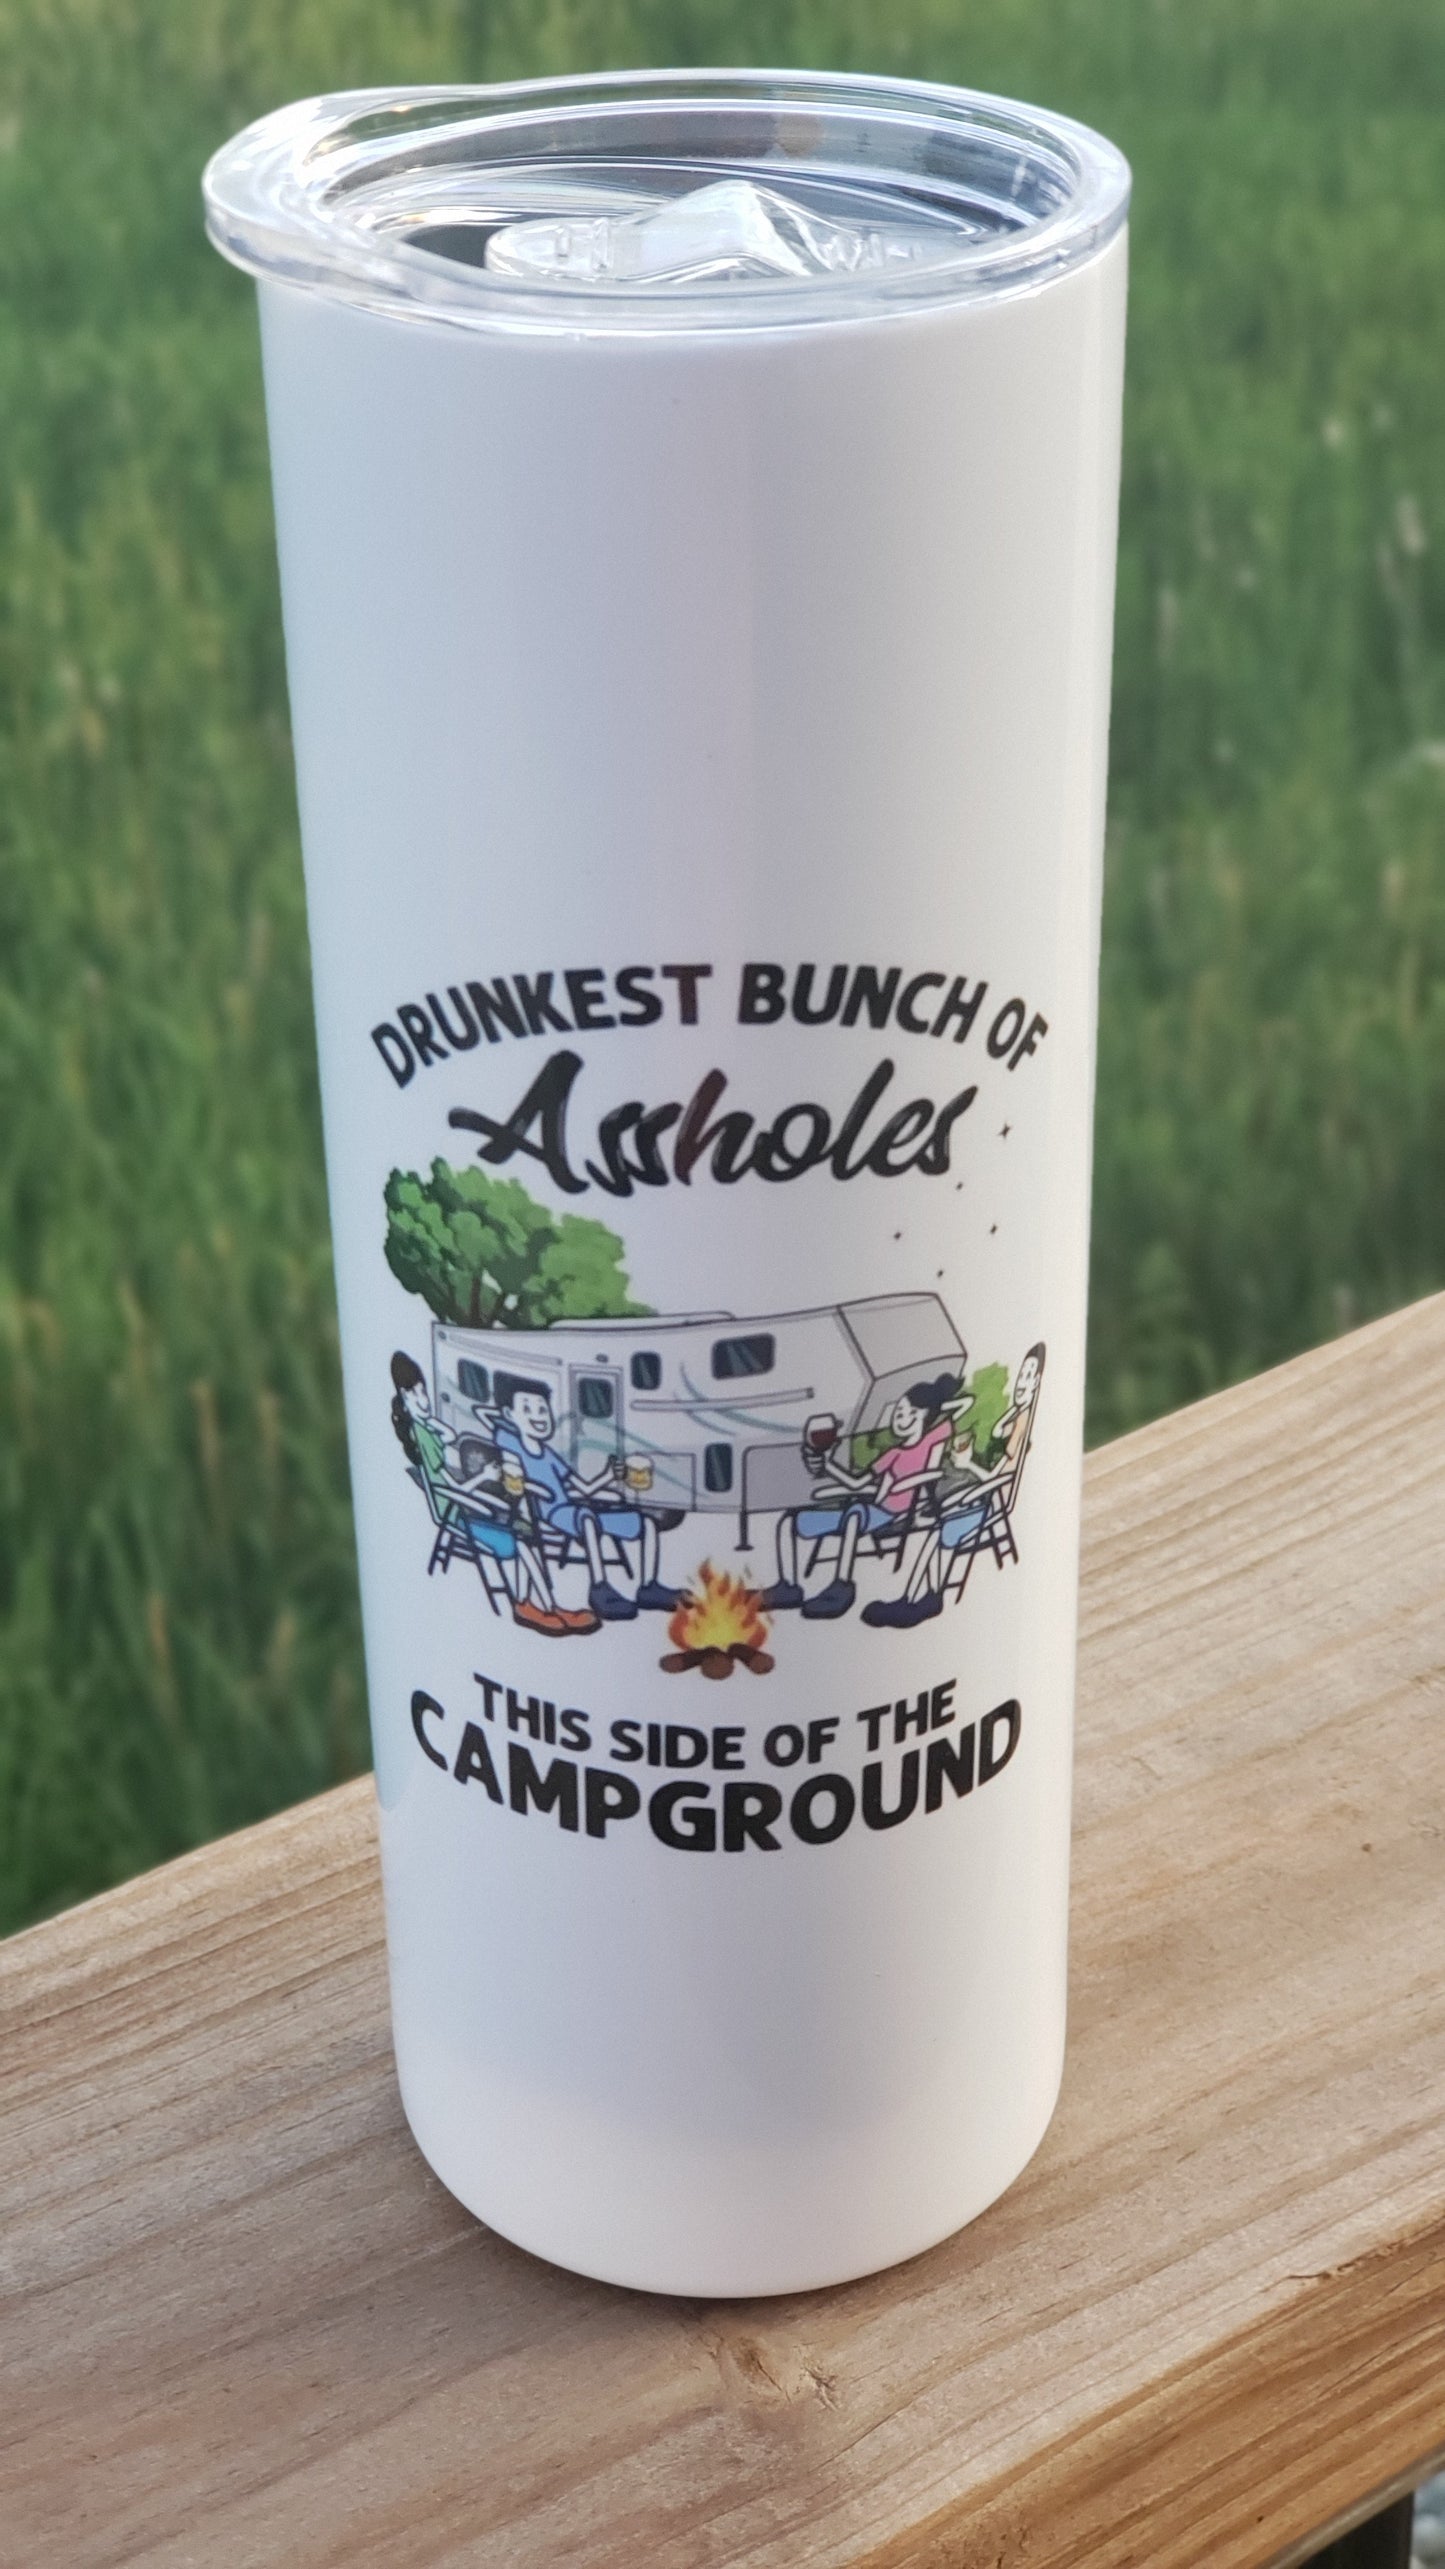 DRUNKEST BUNCH OF
Assholes
THIS SIDE OF THE
CAMPGROUND